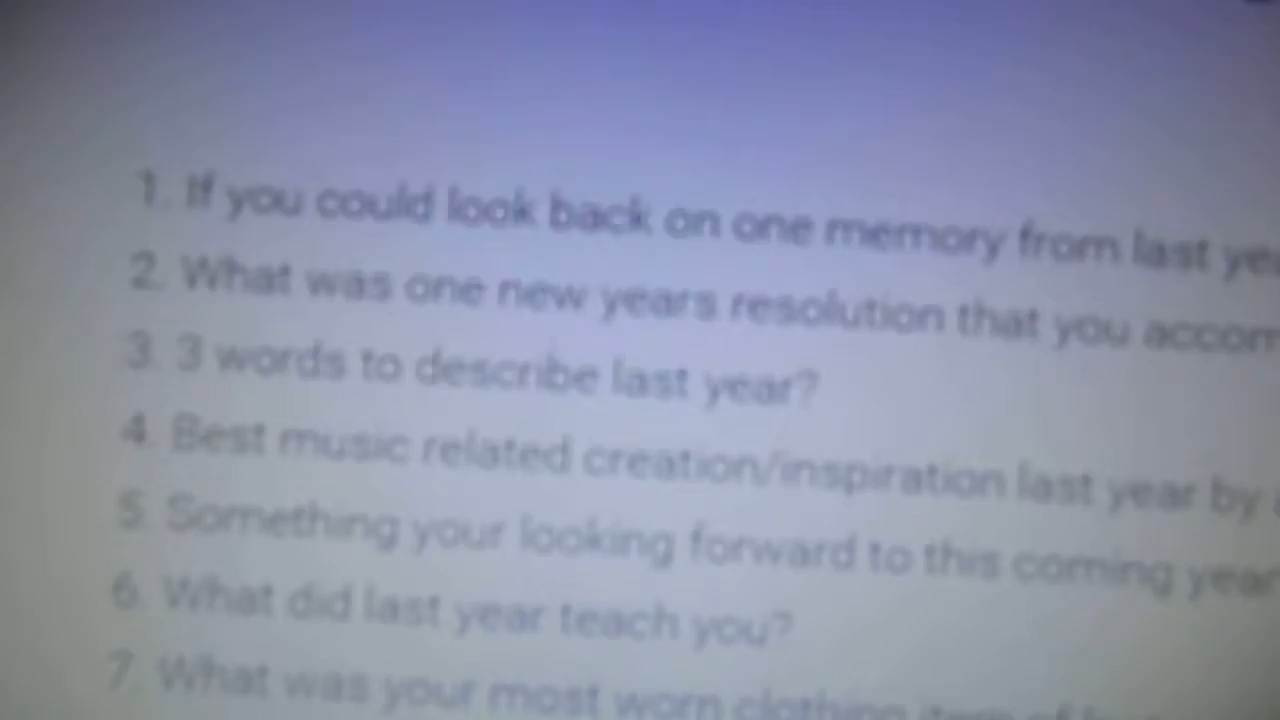 1. If you could look back on one memory from last
2. What was one new years resolution that you
3. 3 words to describe last year?
4. Best music related creation/inspiration last year by
5. Something your looking forward to this coming year
6. What did last year teach you?
7. What was your most worn clothing item of